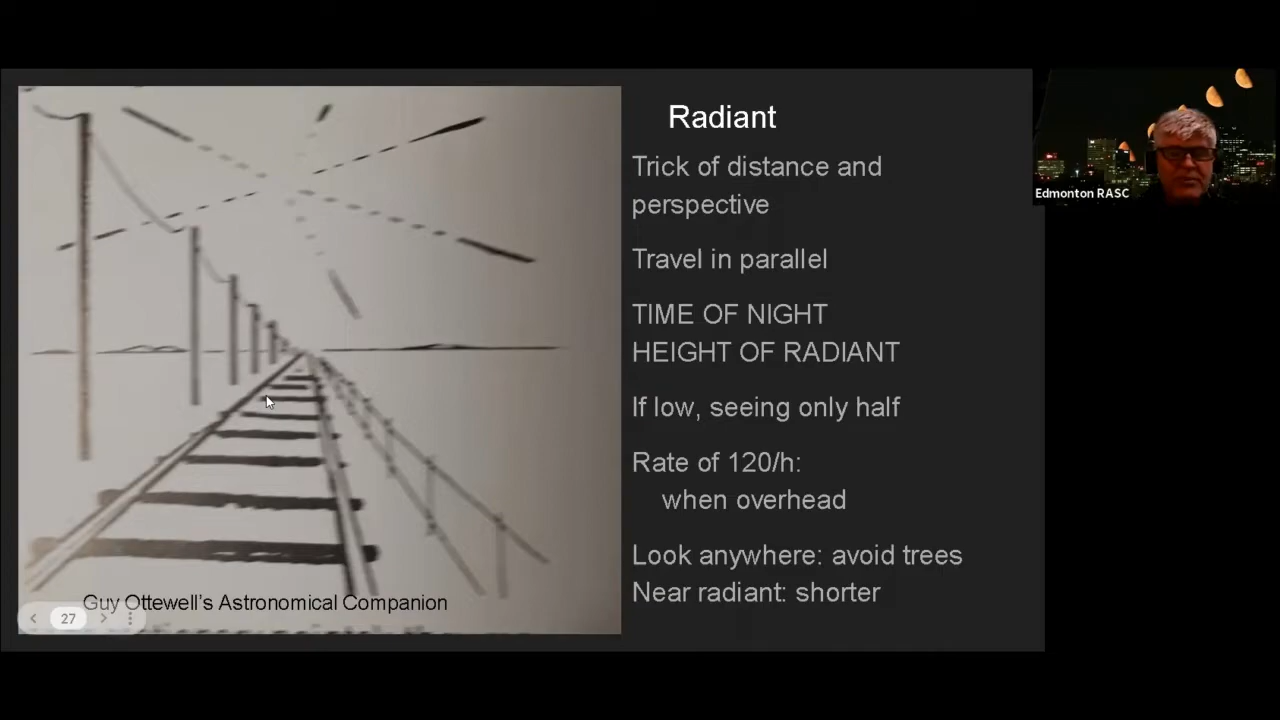 Radiant
Trick of distance and
perspective
Travel in parallel
TIME OF NIGHT
HEIGHT OF RADIANT
If low, seeing only half
Rate of 120/h:
when overhead
Look anywhere: avoid trees
Near radiant: shorter
Guy Ottewell's Astronomical Companion
27
Edmonton RASC